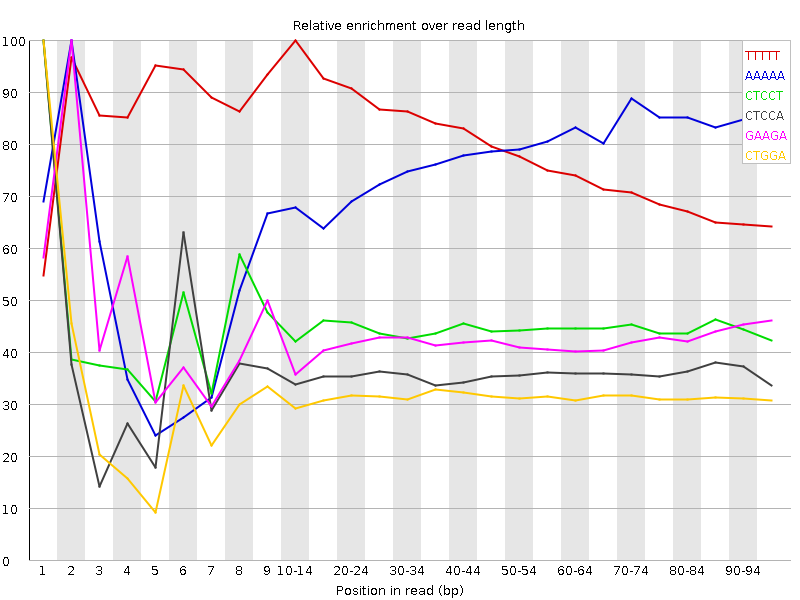 Relative enrichment over read length
100
90
80
70
60
50
40
30
20
10
0
TTTTT
AAAAA
CTCCT
CTCCA
GAAGA
CTGGA
1 2 3 4 5 6 7 8 9 10-14 20-24 30-34 40-44 50-54 60-64 70-74 80-84 90-94
Position in read (bp)